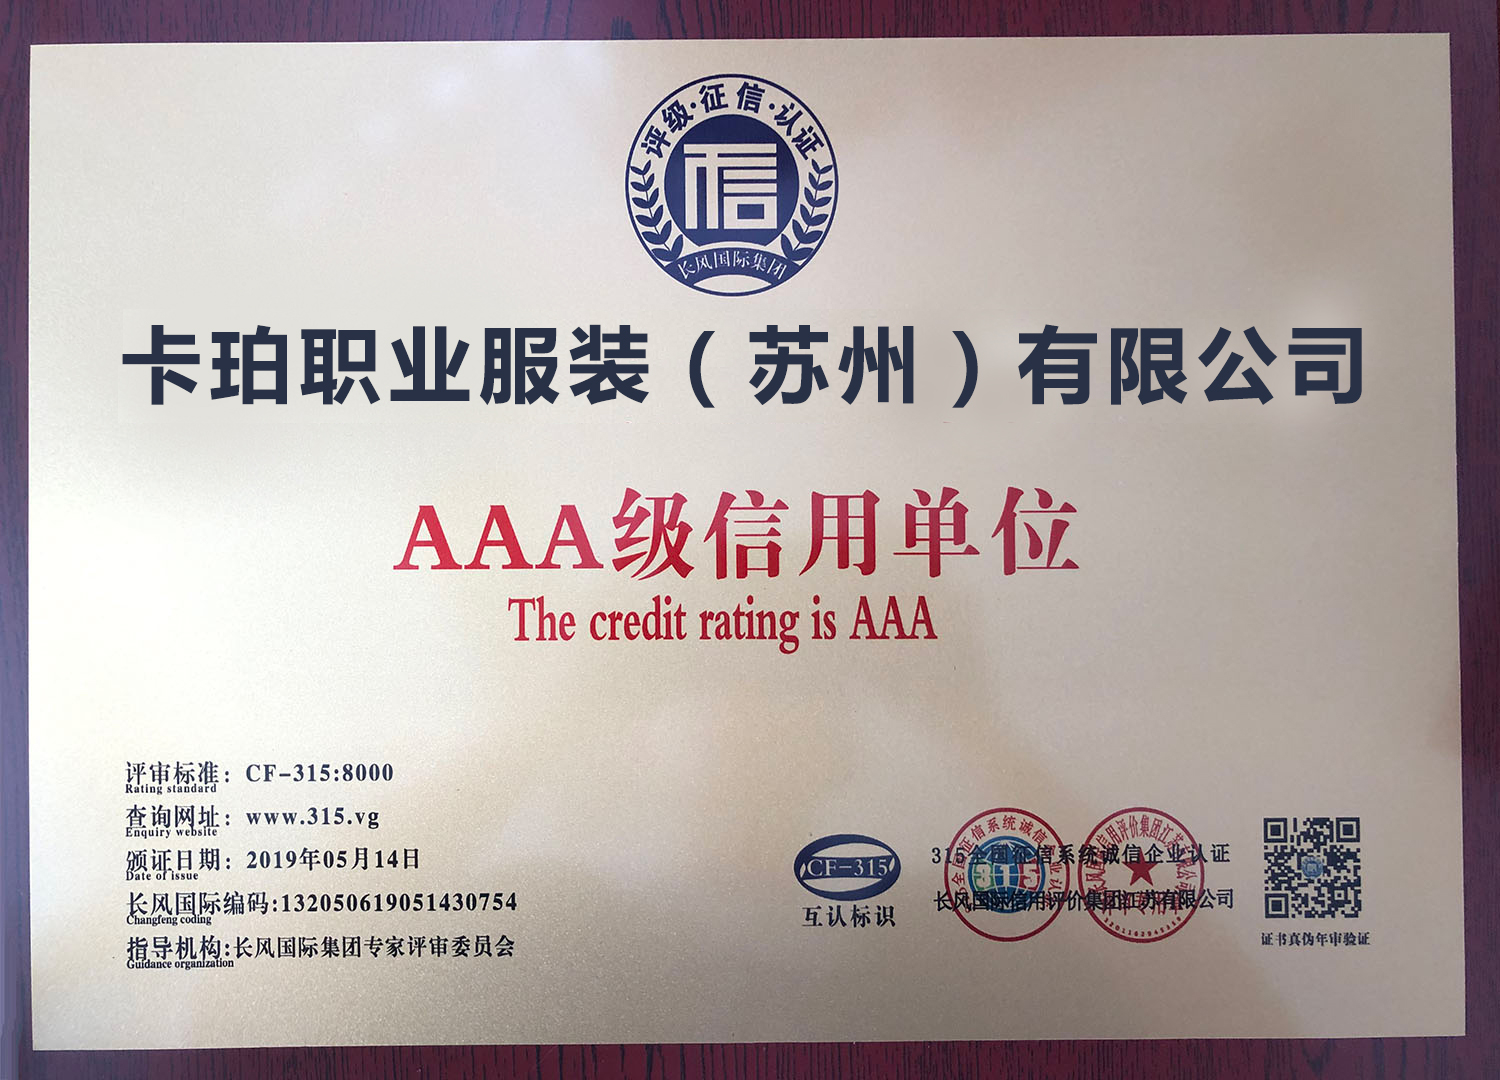 评级·征信·认证
信
长风国际集团
卡珀职业服装（苏州）有限公司
AAA级信用单位
The credit rating is AAA
评审标准：CF-315:8000
Rating standard
查询网址：www.315.vg
Enquiry website
颁证日期：2019年05月14日
Date of issue
长风国际编码:132050619051430754
Changfeng coding
指导机构:长风国际集团专家评审委员会
Guidance organization
CF-315
互认标识
315全国征信系统诚信企业认证
长风国际信用评价集团江苏有限公司
315
证书真伪年审验证